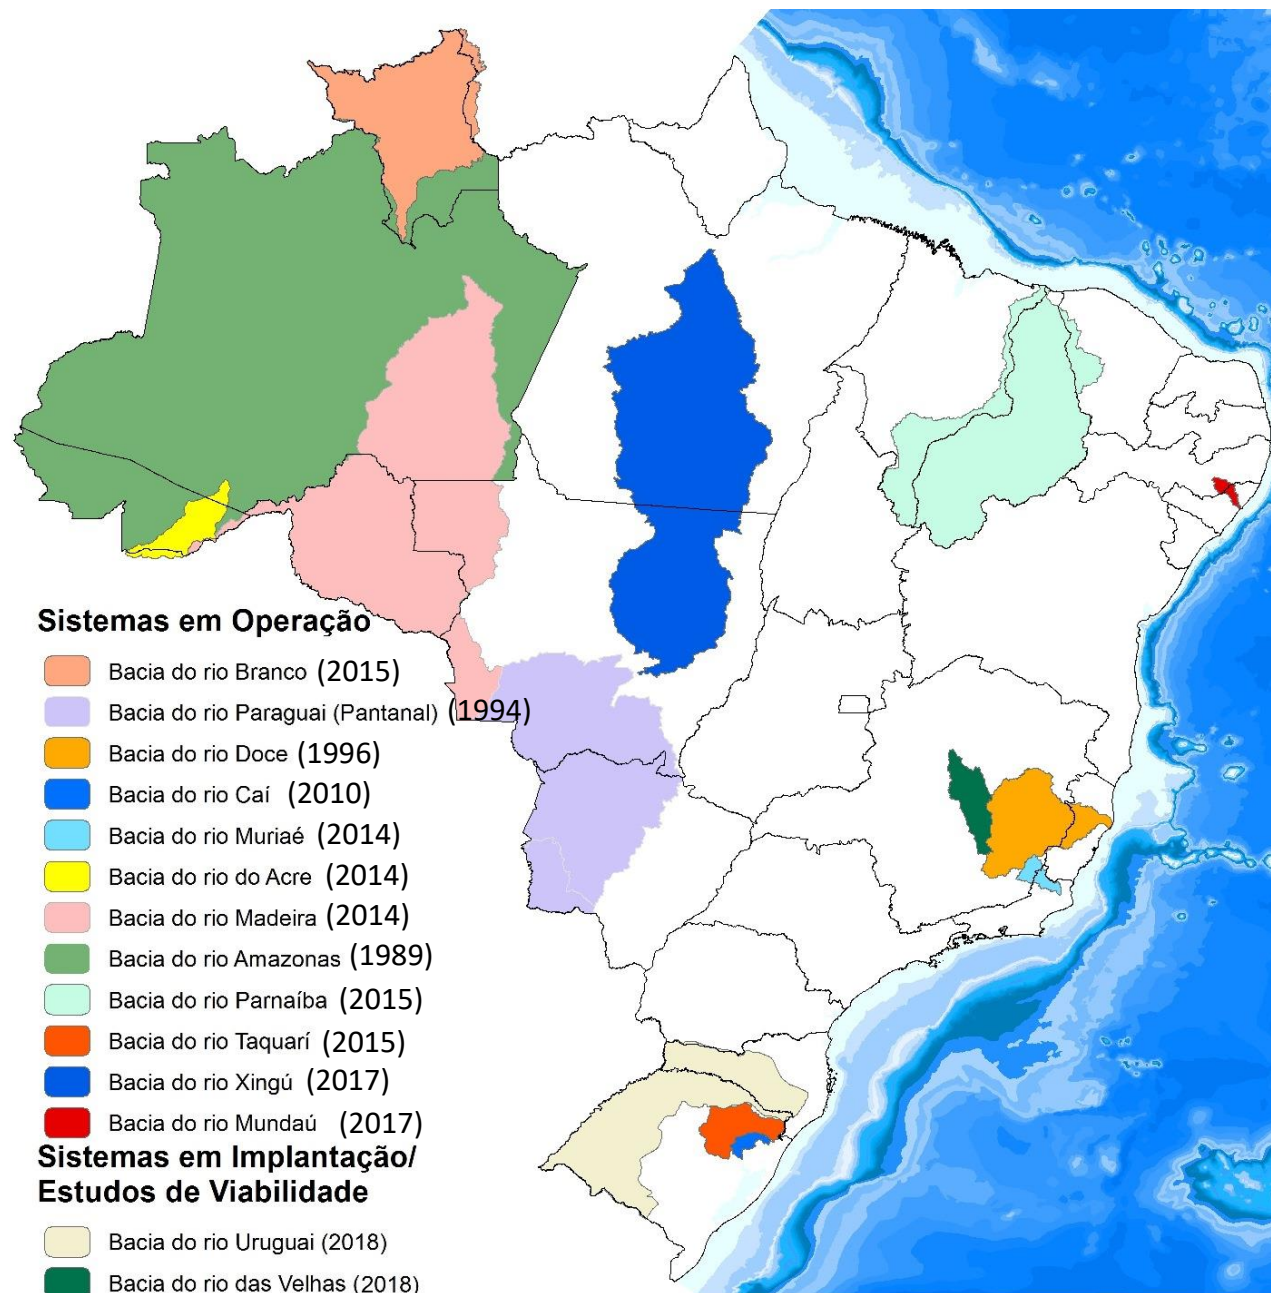 Sistemas em Operação
Bacia do rio Branco (2015)
Bacia do rio Paraguai (Pantanal) (1994)
Bacia do rio Doce (1996)
Bacia do rio Caí (2010)
Bacia do rio Muriaé (2014)
Bacia do rio do Acre (2014)
Bacia do rio Madeira (2014)
Bacia do rio Amazonas (1989)
Bacia do rio Parnaíba (2015)
Bacia do rio Taquarí (2015)
Bacia do rio Xingú (2017)
Bacia do rio Mundaú (2017)
Sistemas em Implantação/
Estudos de Viabilidade
Bacia do rio Uruguai (2018)
Bacia do rio das Velhas (2018)